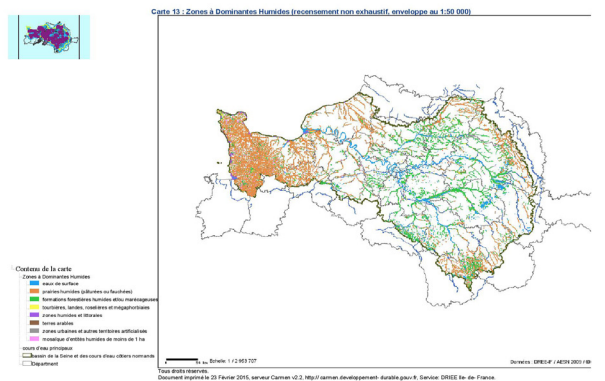 Carte 13 : Zones à Dominantes Humides (recensement non exhaustif, enveloppe au 1:50 000)
Contenu de la carte
Zones à Dominantes Humides
eaux de surface
prairies humides (pâturées ou fauchées)
formations forestières humides et/ou marécageuses
tourbières, landes, roselières et mégaphorbiaies
zones humides et littorales
terres arables
zones urbaines et autres territoires artificialisés
mosaïque d'entités humides de moins de 1 ha
cours d'eau principaux
bassin de la Seine et des cours d'eau côtiers normands
Département
Echelle: 1 / 2 953 707
Données : DRIEE-IF / AESN
Tous droits réservés.
Document imprimé le 23 Février 2015, serveur Carmen v2.2, http://carmen.developpement-durable.gouv.fr, Service: DRIEE Ile-de-France.